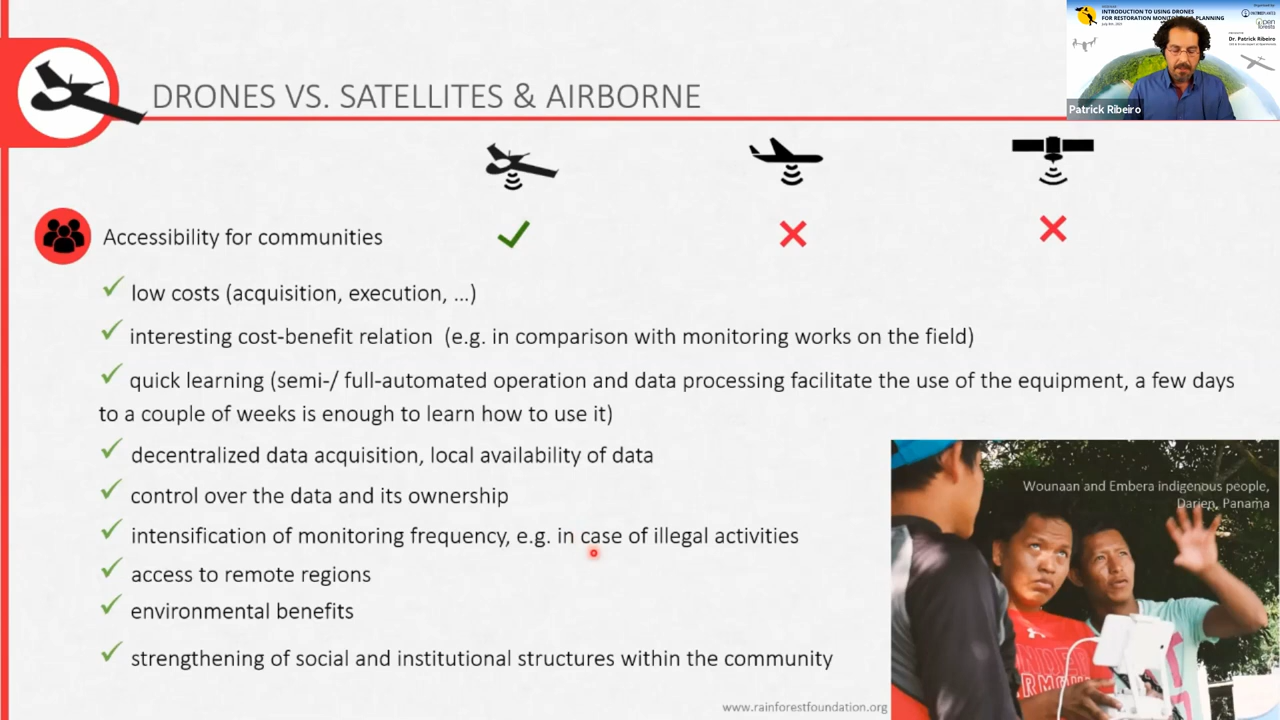 INTRODUCTION TO USING DRONES
FOR RESTORATION MONITORING & PLANNING
Dr. Patrick Ribeiro
Patrick Ribeiro
DRONES VS. SATELLITES & AIRBORNE
Accessibility for communities
low costs (acquisition, execution, ...)
interesting cost-benefit relation (e.g. in comparison with monitoring works on the field)
quick learning (semi-/ full-automated operation and data processing facilitate the use of the equipment, a few days
to a couple of weeks is enough to learn how to use it)
decentralized data acquisition, local availability of data
control over the data and its ownership
intensification of monitoring frequency, e.g. in case of illegal activities
access to remote regions
environmental benefits
strengthening of social and institutional structures within the community
Wounaan and Embera indigenous people,
Darien, Panama
www.rainforestfoundation.org